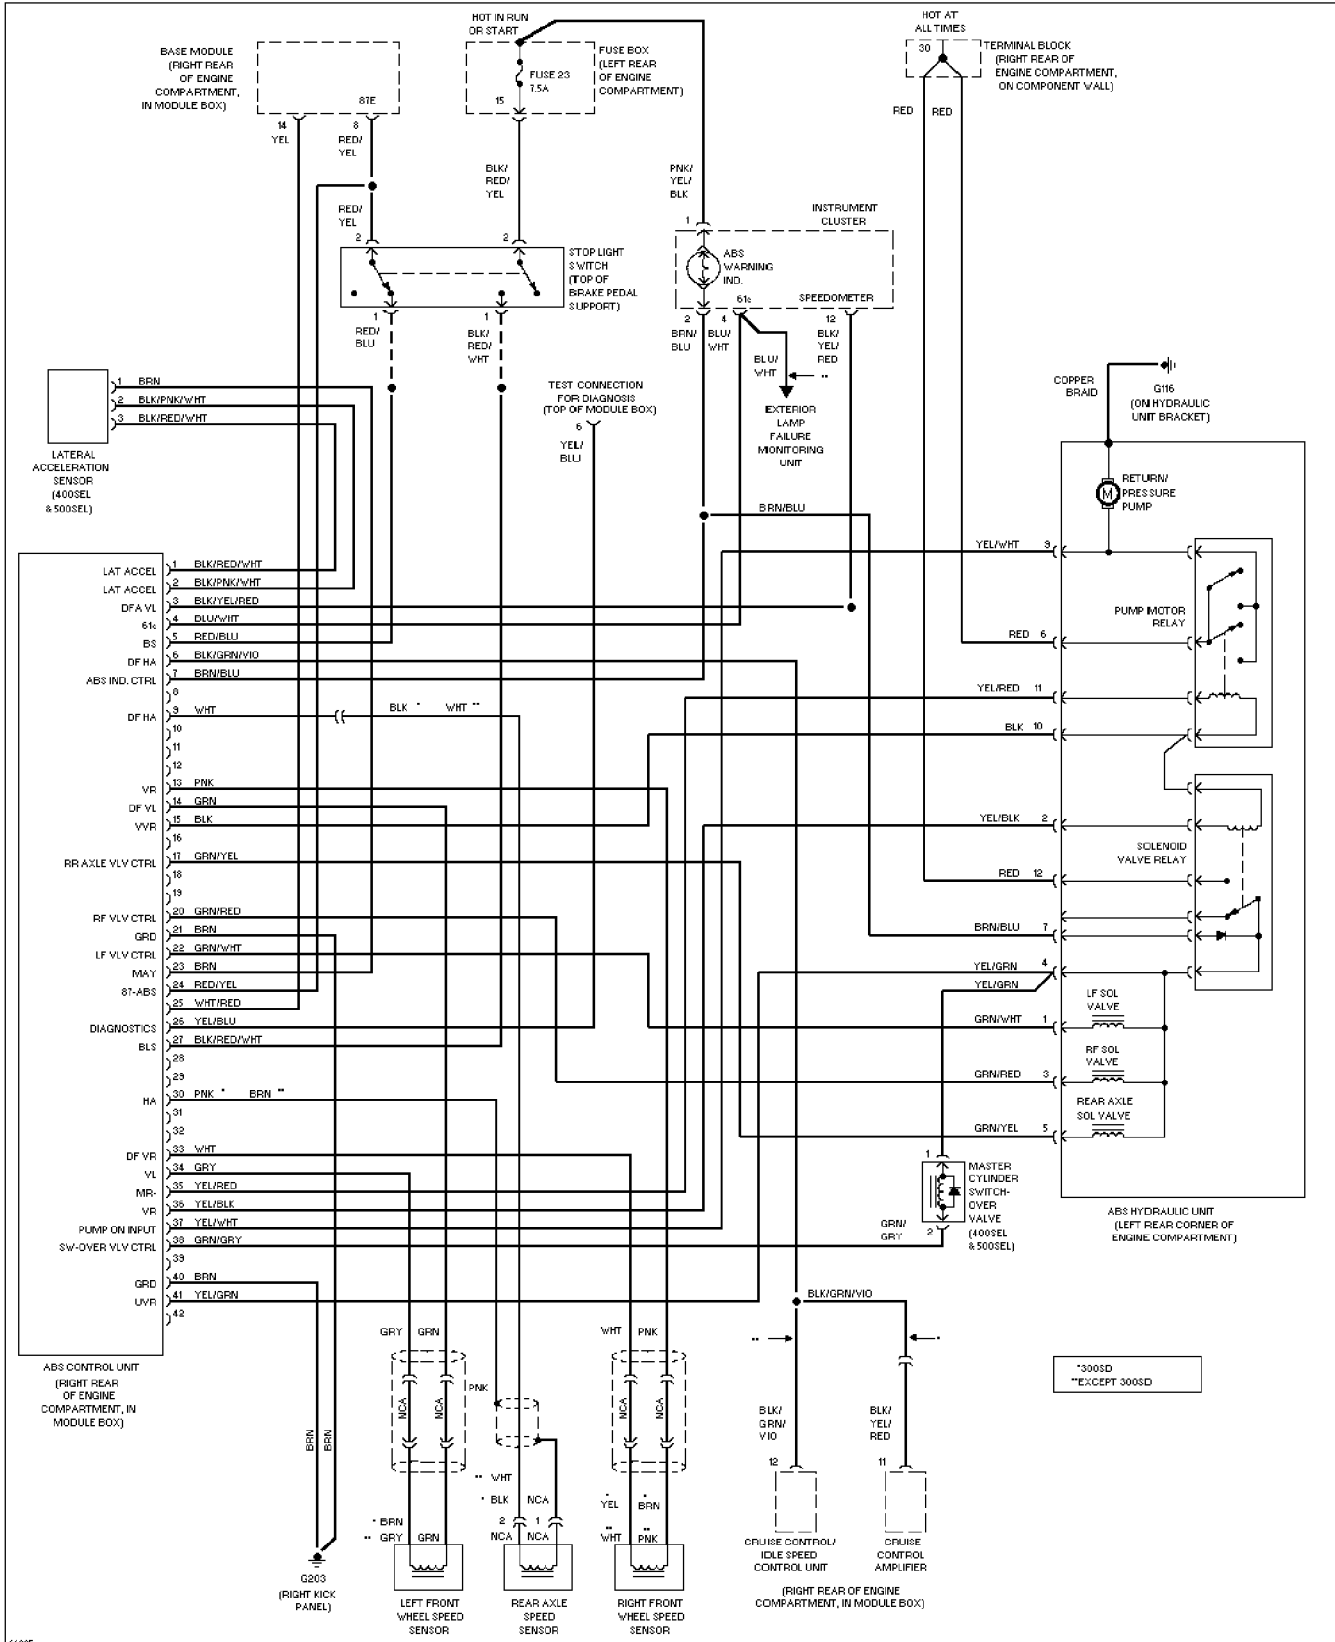 HOT IN RUN
OR START
HOT AT
ALL TIMES
BASE MODULE
(RIGHT REAR
OF ENGINE
COMPARTMENT,
IN MODULE BOX)
87E
FUSE 23
7.5A
15
FUSE BOX
(LEFT REAR
OF ENGINE
COMPARTMENT)
30
TERMINAL BLOCK
(RIGHT REAR OF
ENGINE COMPARTMENT,
ON COMPONENT WALL)
RED RED
14
YEL
8
RED/
YEL
BLK/
RED/
YEL
PNK/
YEL/
BLK
RED/
YEL
2
2
STOP LIGHT
SWITCH
(TOP OF
BRAKE PEDAL
SUPPORT)
1
RED/
BLU
1
BLK/
RED/
WHT
1
INSTRUMENT
CLUSTER
ABS
WARNING
IND.
61c
SPEEDOMETER
2
BRN/
BLU
4
BLU/
WHT
12
BLK/
YEL/
RED
BLU/
WHT
**
EXTERIOR
LAMP
FAILURE
MONITORING
UNIT
TEST CONNECTION
FOR DIAGNOSIS
(TOP OF MODULE BOX)
6
YEL/
BLU
1 BRN
2 BLK/PNK/WHT
3 BLK/RED/WHT
LATERAL
ACCELERATION
SENSOR
(400SEL
& 500SEL)
COPPER
BRAID
G116
(ON HYDRAULIC
UNIT BRACKET)
M
RETURN/
PRESSURE
PUMP
BRN/BLU
LAT ACCEL 1 BLK/RED/WHT
LAT ACCEL 2 BLK/PNK/WHT
DFA VL 3 BLK/YEL/RED
61c 4 BLU/WHT
BS 5 RED/BLU
DF HA 6 BLK/GRN/VIO
ABS IND. CTRL 7 BRN/BLU
8
DF HA 9 WHT BLK * WHT **
10
11
12
VR 13 PNK
DF VL 14 GRN
VVR 15 BLK
16
RR AXLE VLV CTRL 17 GRN/YEL
18
19
RF VLV CTRL 20 GRN/RED
GRD 21 BRN
LF VLV CTRL 22 GRN/WHT
MAY 23 BRN
87-ABS 24 RED/YEL
25 WHT/RED
DIAGNOSTICS 26 YEL/BLU
BLS 27 BLK/RED/WHT
28
29
HA 30 PNK * BRN **
31
32
DF VR 33 WHT
VL 34 GRY
MR- 35 YEL/RED
VR 36 YEL/BLK
PUMP ON INPUT 37 YEL/WHT
SW-OVER VLV CTRL 38 GRN/GRY
39
GRD 40 BRN
UVR 41 YEL/GRN
42
ABS CONTROL UNIT
(RIGHT REAR
OF ENGINE
COMPARTMENT, IN
MODULE BOX)
YEL/WHT 9
RED 6
YEL/RED 11
BLK 10
YEL/BLK 2
RED 12
BRN/BLU 7
YEL/GRN 4
YEL/GRN
GRN/WHT 1
GRN/RED 3
GRN/YEL 5
PUMP MOTOR
RELAY
SOLENOID
VALVE RELAY
LF SOL
VALVE
RF SOL
VALVE
REAR AXLE
SOL VALVE
ABS HYDRAULIC UNIT
(LEFT REAR CORNER OF
ENGINE COMPARTMENT)
1
MASTER
CYLINDER
SWITCH-
OVER
VALVE
(400SEL
& 500SEL)
GRN/
GRY
2
BLK/GRN/VIO
**
*
BLK/
GRN/
VIO
BLK/
YEL/
RED
12
11
CRUISE CONTROL/
IDLE SPEED
CONTROL UNIT
CRUISE
CONTROL
AMPLIFIER
(RIGHT REAR OF ENGINE
COMPARTMENT, IN MODULE BOX)
*300SD
**EXCEPT 300SD
GRY GRN
NCA NCA
PNK
WHT PNK
NCA NCA
BRN BRN
G203
(RIGHT KICK
PANEL)
* BRN
** GRY GRN
LEFT FRONT
WHEEL SPEED
SENSOR
** WHT
* BLK NCA
2 1
NCA NCA
REAR AXLE
SPEED
SENSOR
* *
YEL BRN
** **
WHT PNK
RIGHT FRONT
WHEEL SPEED
SENSOR